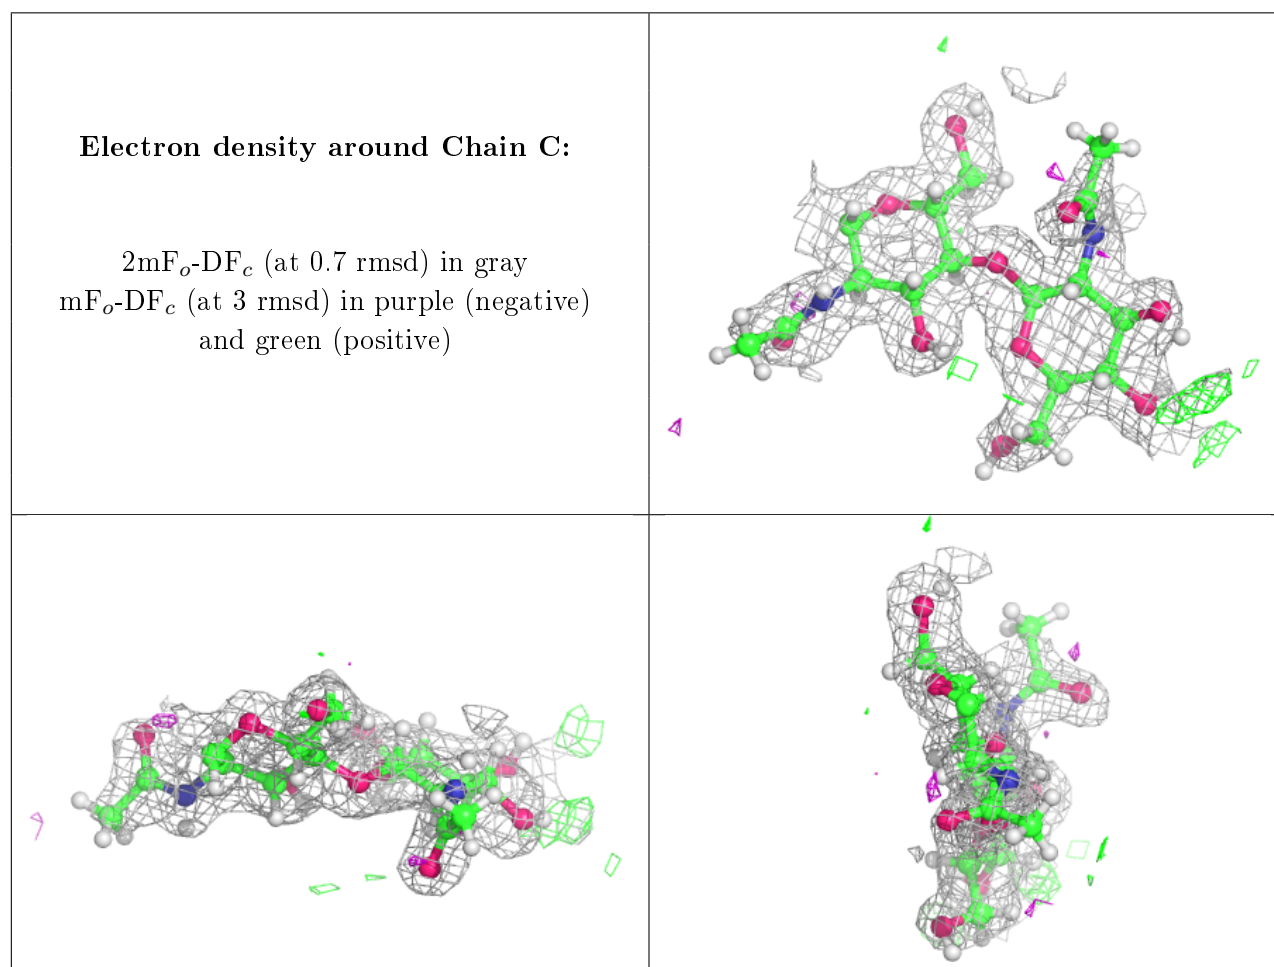 Electron density around Chain C:
2mFₒ-DF𝒸 (at 0.7 rmsd) in gray
mFₒ-DF𝒸 (at 3 rmsd) in purple (negative)
and green (positive)